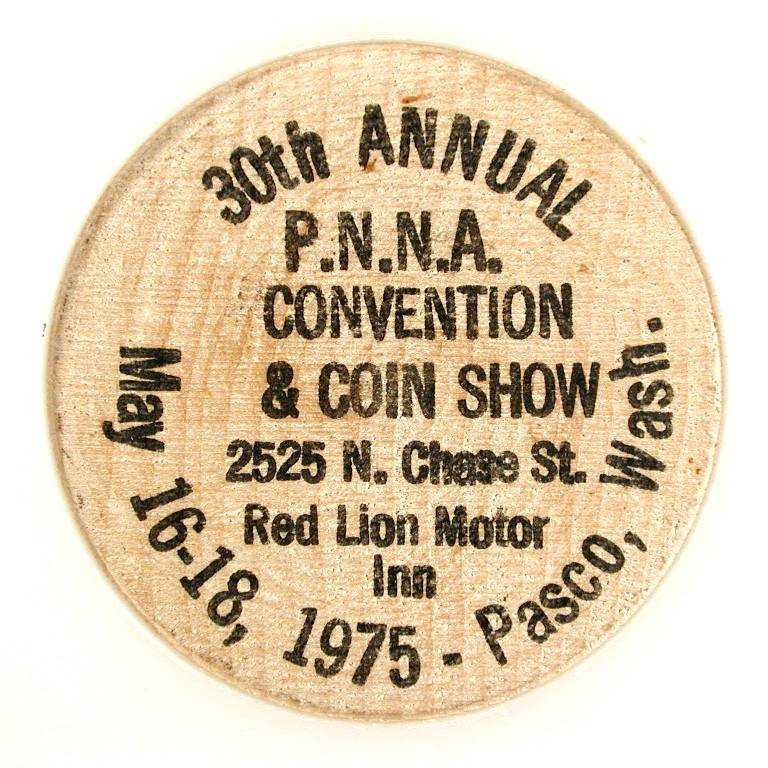 30th ANNUAL
P.N.N.A.
CONVENTION
& COIN SHOW
2525 N. Chase St.
Red Lion Motor
Inn
May 16-18, 1975 - Pasco, Wash.